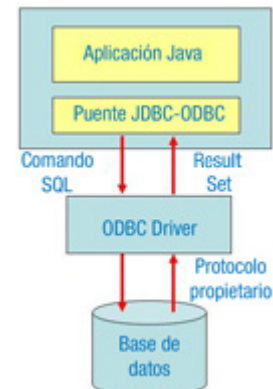 Aplicación Java
Puente JDBC-ODBC
Comando
SQL
Result
Set
ODBC Driver
Protocolo
propietario
Base de
datos